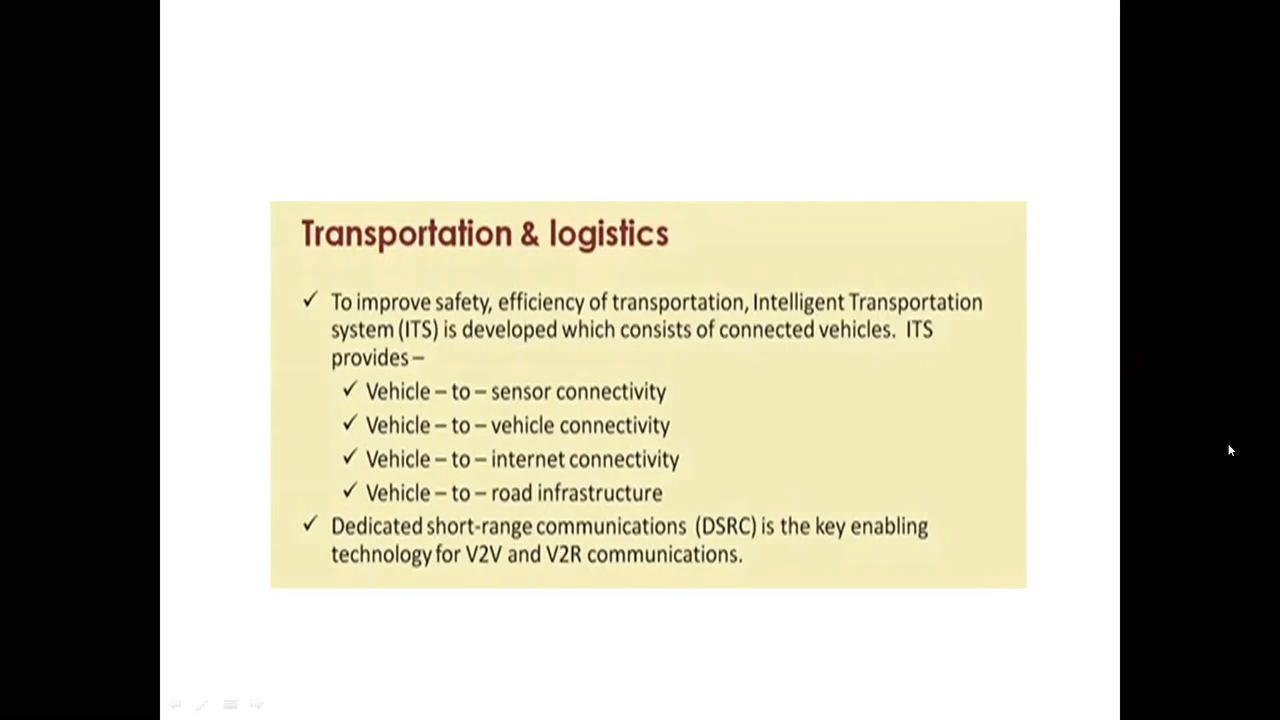 Transportation & logistics
✓ To improve safety, efficiency of transportation, Intelligent Transportation
system (ITS) is developed which consists of connected vehicles. ITS
provides –
✓ Vehicle – to – sensor connectivity
✓ Vehicle – to – vehicle connectivity
✓ Vehicle – to – internet connectivity
✓ Vehicle – to – road infrastructure
✓ Dedicated short-range communications (DSRC) is the key enabling
technology for V2V and V2R communications.